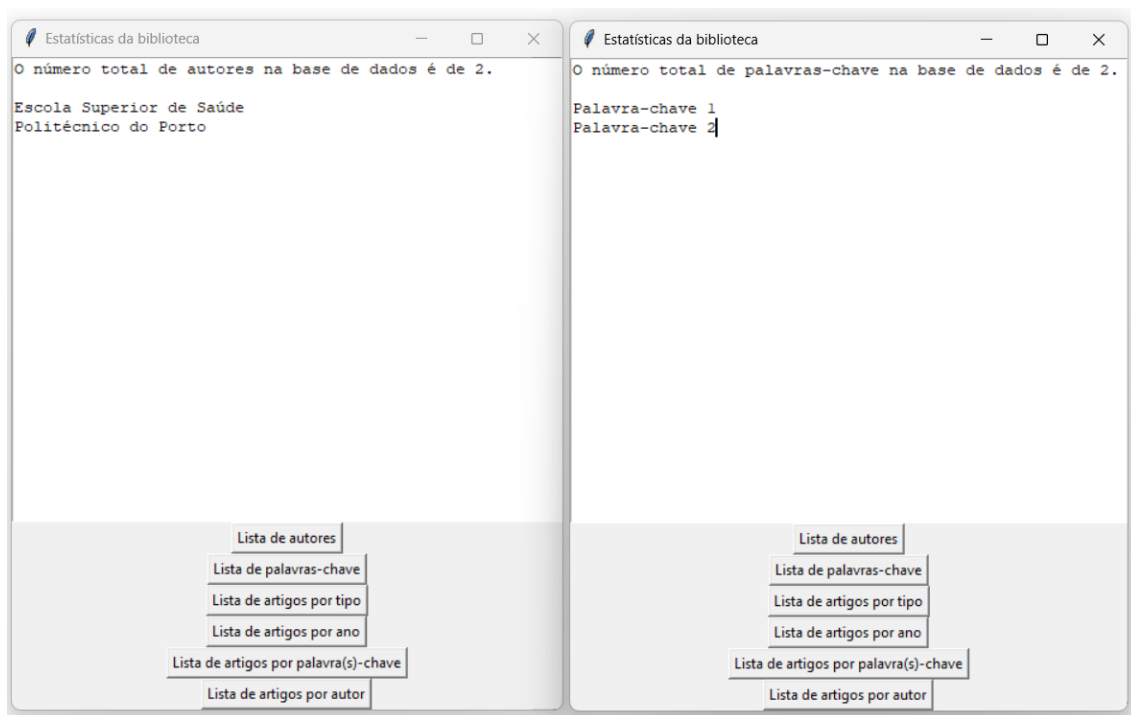 Estatísticas da biblioteca
O número total de autores na base de dados é de 2.
Escola Superior de Saúde
Politécnico do Porto
Lista de autores
Lista de palavras-chave
Lista de artigos por tipo
Lista de artigos por ano
Lista de artigos por palavra(s)-chave
Lista de artigos por autor
Estatísticas da biblioteca
O número total de palavras-chave na base de dados é de 2.
Palavra-chave 1
Palavra-chave 2
Lista de autores
Lista de palavras-chave
Lista de artigos por tipo
Lista de artigos por ano
Lista de artigos por palavra(s)-chave
Lista de artigos por autor